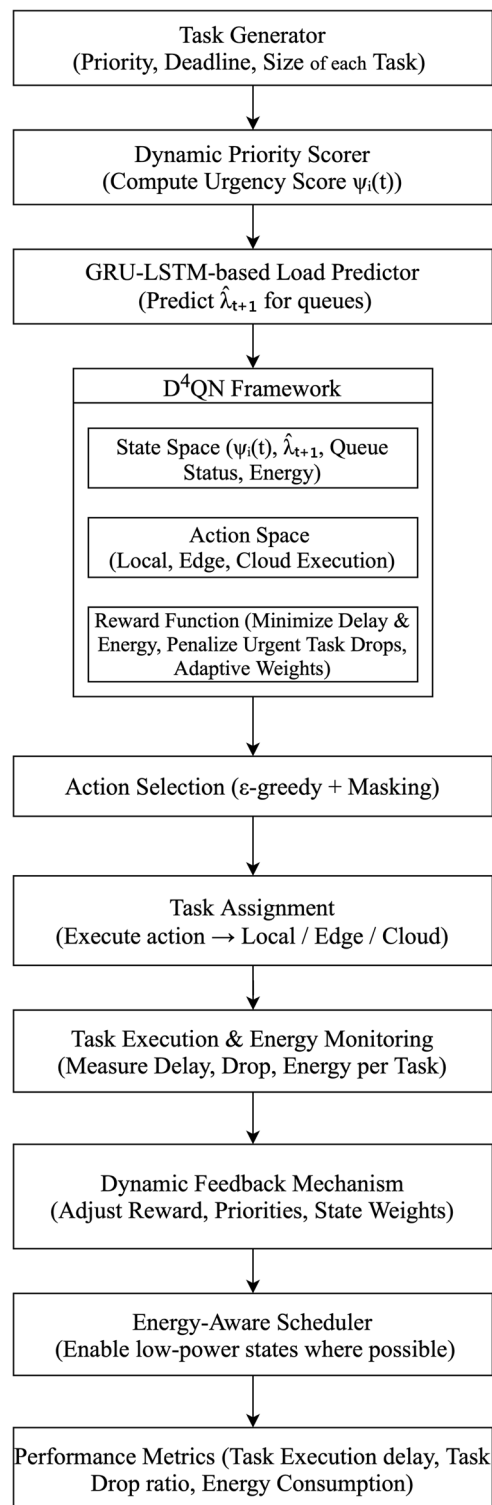 Task Generator
(Priority, Deadline, Size of each Task)
Dynamic Priority Scorer
(Compute Urgency Score ψᵢ(t))
GRU-LSTM-based Load Predictor
(Predict λ̂ₜ₊₁ for queues)
D⁴QN Framework
State Space (ψᵢ(t), λ̂ₜ₊₁, Queue
Status, Energy)
Action Space
(Local, Edge, Cloud Execution)
Reward Function (Minimize Delay &
Energy, Penalize Urgent Task Drops,
Adaptive Weights)
Action Selection (ε-greedy + Masking)
Task Assignment
(Execute action → Local / Edge / Cloud)
Task Execution & Energy Monitoring
(Measure Delay, Drop, Energy per Task)
Dynamic Feedback Mechanism
(Adjust Reward, Priorities, State Weights)
Energy-Aware Scheduler
(Enable low-power states where possible)
Performance Metrics (Task Execution delay, Task
Drop ratio, Energy Consumption)